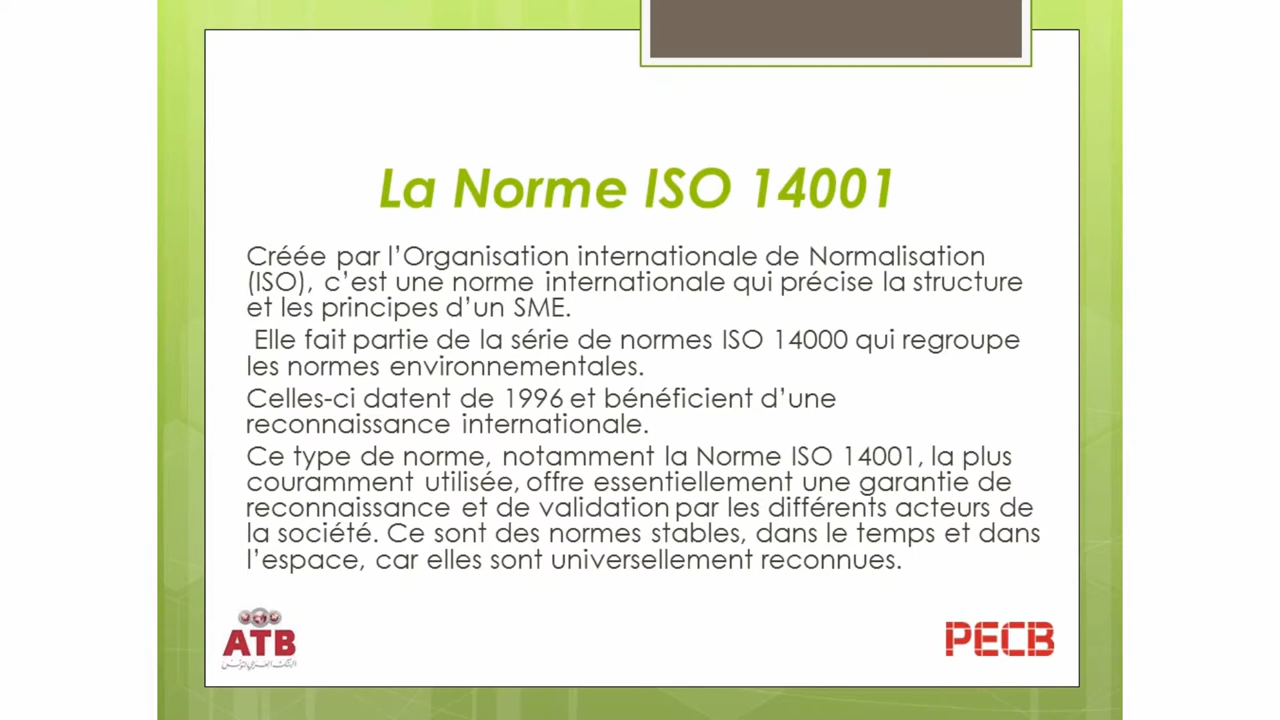 La Norme ISO 14001
Créée par l’Organisation internationale de Normalisation
(ISO), c’est une norme internationale qui précise la structure
et les principes d’un SME.
Elle fait partie de la série de normes ISO 14000 qui regroupe
les normes environnementales.
Celles-ci datent de 1996 et bénéficient d’une
reconnaissance internationale.
Ce type de norme, notamment la Norme ISO 14001, la plus
couramment utilisée, offre essentiellement une garantie de
reconnaissance et de validation par les différents acteurs de
la société. Ce sont des normes stables, dans le temps et dans
l’espace, car elles sont universellement reconnues.
ATB
البنك العربي لتونس
PECB